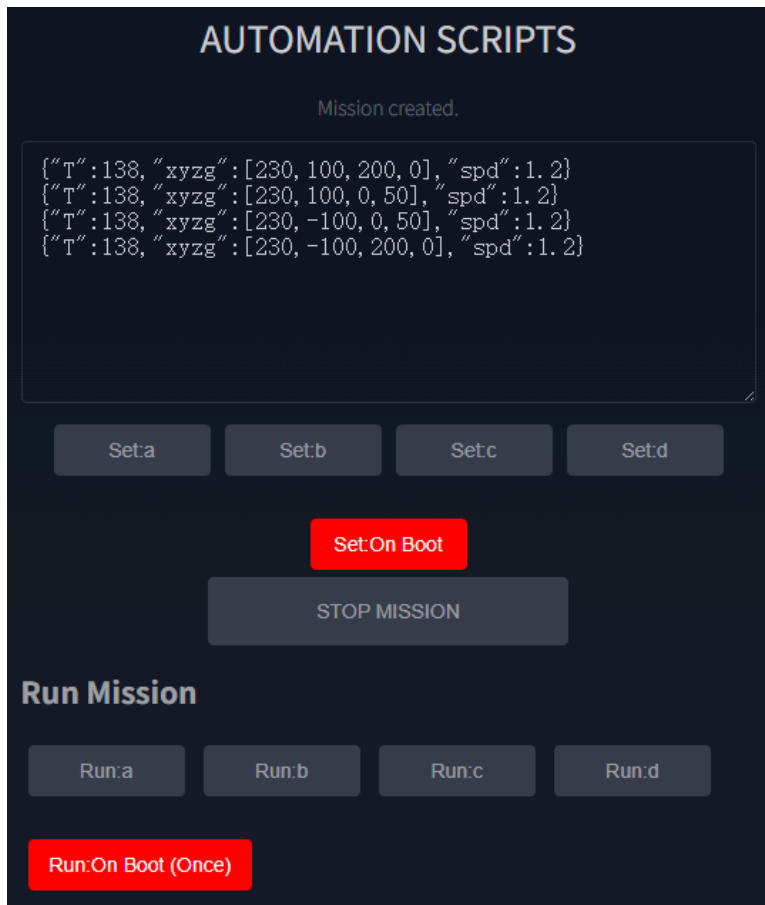 AUTOMATION SCRIPTS
Mission created.
{"T":138,"xyzg":[230,100,200,0],"spd":1.2}
{"T":138,"xyzg":[230,100,0,50],"spd":1.2}
{"T":138,"xyzg":[230,-100,0,50],"spd":1.2}
{"T":138,"xyzg":[230,-100,200,0],"spd":1.2}
Set:a Set:b Set:c Set:d
Set:On Boot
STOP MISSION
Run Mission
Run:a Run:b Run:c Run:d
Run:On Boot (Once)